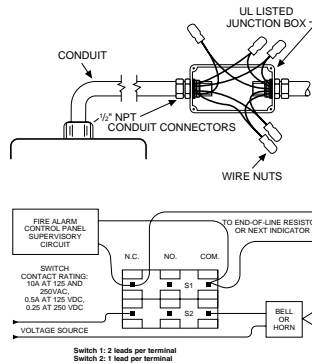 UL LISTED
JUNCTION BOX
CONDUIT
½" NPT
CONDUIT CONNECTORS
WIRE NUTS
FIRE ALARM
CONTROL PANEL
SUPERVISORY
CIRCUIT
TO END-OF-LINE RESISTO
OR NEXT INDICATOR
N.C.
NO.
COM.
SWITCH
CONTACT RATING:
10A AT 125 AND
250VAC,
0.5A AT 125 VDC,
0.25 AT 250 VDC
S1
S2
BELL
OR
HORN
VOLTAGE SOURCE
Switch 1: 2 leads per terminal
Switch 2: 1 lead per terminal